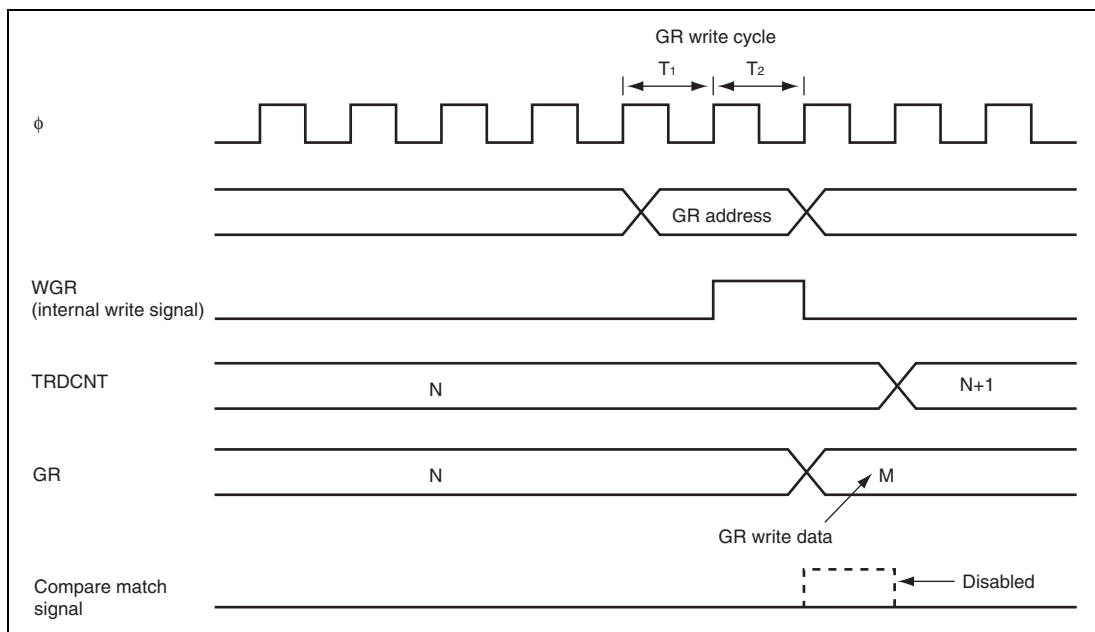 GR write cycle
T1 T2
ϕ
GR address
WGR
(internal write signal)
TRDCNT
N
N+1
GR
N
M
GR write data
Compare match
signal
Disabled